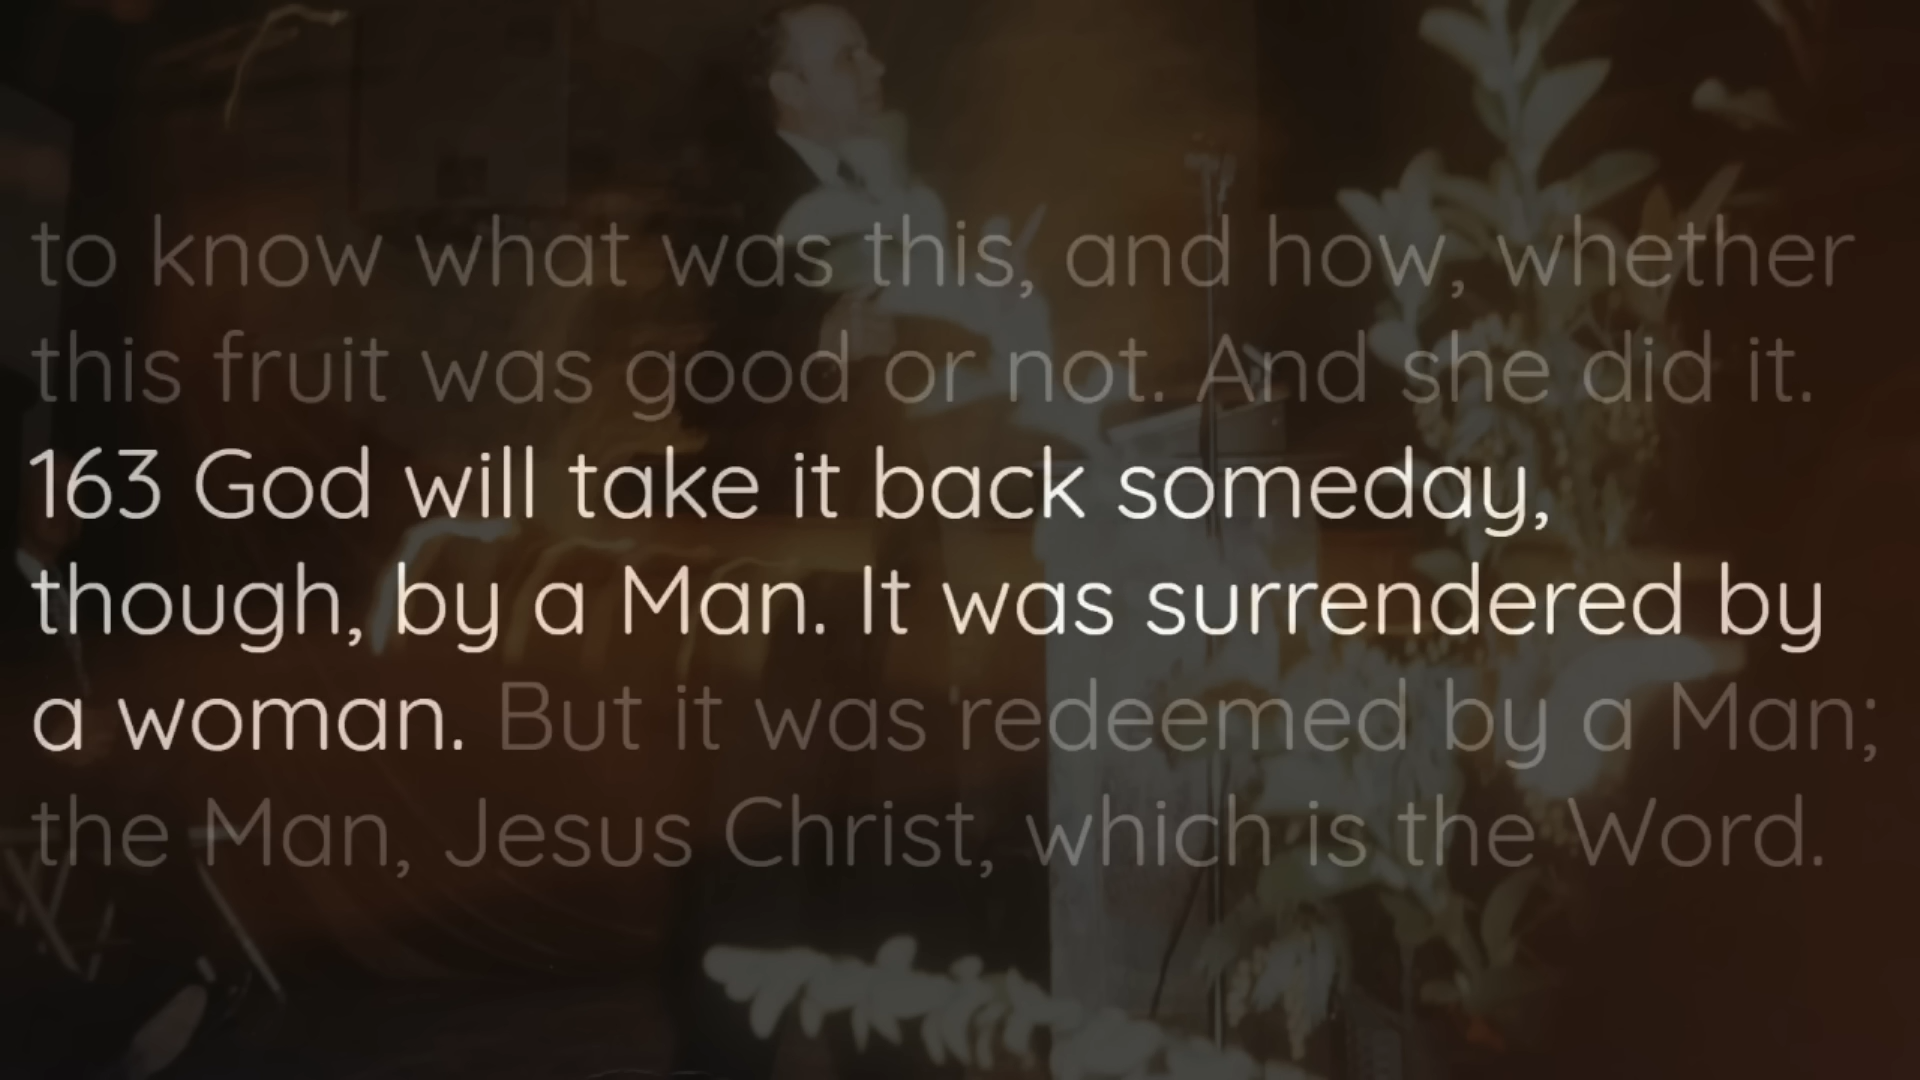 to know what was this, and how, whether
this fruit was good or not. And she did it.
163 God will take it back someday,
though, by a Man. It was surrendered by
a woman. But it was redeemed by a Man;
the Man, Jesus Christ, which is the Word.